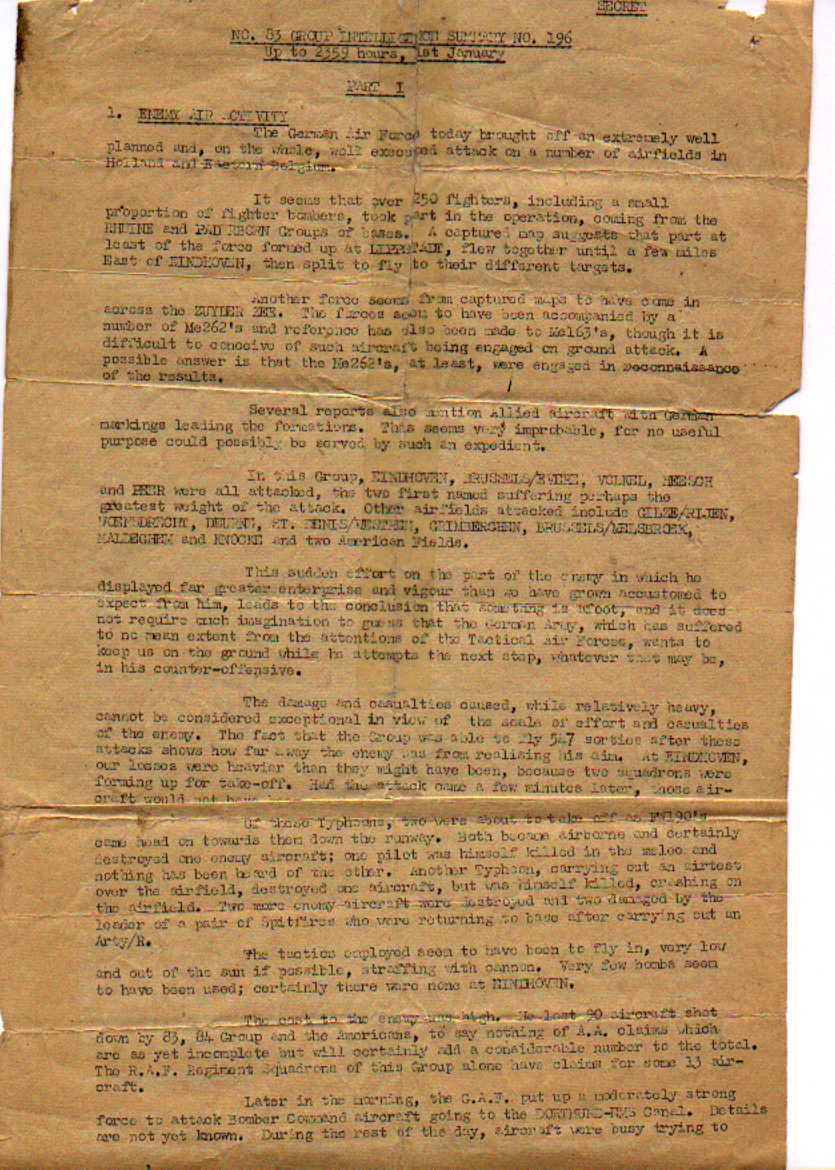 SECRET
NO. 83 GROUP INTELLIGENCE SUMMARY NO. 196
Up to 2359 hours, 1st January
PART I
1. ENEMY AIR ACTIVITY
The German Air Force today brought off an extremely well
planned and, on the whole, well executed attack on a number of airfields in
Holland and Eastern Belgium.
It seems that over 250 fighters, including a small
proportion of fighter bombers, took part in the operation, coming from the
RHEINE and PADERBORN Groups of bases. A captured map suggests that part at
least of the force formed up at LIPPSTADT, flew together until a few miles
East of EINDHOVEN, then split to fly to their different targets.
Another force seems from captured maps to have come in
across the ZUYDER ZEE. The forces seem to have been accompanied by a
number of Me262's and reference has also been made to Me163's, though it is
difficult to conceive of such aircraft being engaged on ground attack. A
possible answer is that the Me262's, at least, were engaged in Reconnaissance
of the results.
Several reports also mention Allied aircraft with German
markings leading the formations. This seems very improbable, for no useful
purpose could possibly be served by such an expedient.
In this Group, EINDHOVEN, BRUSSELS/EVERE, VOLKEL, HEESCH
and PEER were all attacked, the two first named suffering perhaps the
greatest weight of the attack. Other airfields attacked include GILZE/RIJEN,
WOENSDRECHT, DEURNE, ST. DENIS/WESTREM, GRIMBERGHEN, BRUSSELS/MELSBROEK,
MALDEGHEM and KNOCKE and two American Fields.
This sudden effort on the part of the enemy in which he
displayed far greater enterprise and vigour than we have grown accustomed to
expect from him, leads to the conclusion that something is afoot, and it does
not require much imagination to guess that the German Army, which has suffered
to no mean extent from the attentions of the Tactical Air Forces, wants to
keep us on the ground while he attempts the next step, whatever that may be,
in his counter-offensive.
The damage and casualties caused, while relatively heavy,
cannot be considered exceptional in view of the scale of effort and casualties
of the enemy. The fact that the Group was able to fly 547 sorties after these
attacks shows how far away the enemy was from realising his aim. At EINDHOVEN,
our losses were heavier than they might have been, because two squadrons were
forming up for take-off. Had the attack come a few minutes later, those air-
craft would not have
Of these Typhoons, two were about to take off as FW190's
came head on towards them down the runway. Both became airborne and certainly
destroyed one enemy aircraft; one pilot was himself killed in the melee and
nothing has been heard of the other. Another Typhoon, carrying out an airtest
over the airfield, destroyed one aircraft, but was himself killed, crashing on
the airfield. Two more enemy aircraft were destroyed and two damaged by the
leader of a pair of Spitfires who were returning to base after carrying out an
Arty/R.
The tactics employed seem to have been to fly in, very low
and out of the sun if possible, straffing with cannon. Very few bombs seem
to have been used; certainly there were none at EINDHOVEN.
The cost to the enemy was high. He lost 90 aircraft shot
down by 83, 84 Group and the Americans, to say nothing of A.A. claims which
are as yet incomplete but will certainly add a considerable number to the total.
The R.A.F. Regiment Squadrons of this Group alone have claims for some 13 air-
craft.
Later in the morning, the G.A.F. put up a moderately strong
force to attack Bomber Command aircraft going to the DORTMUND-EMS Canal. Details
are not yet known. During the rest of the day, aircraft were busy trying to